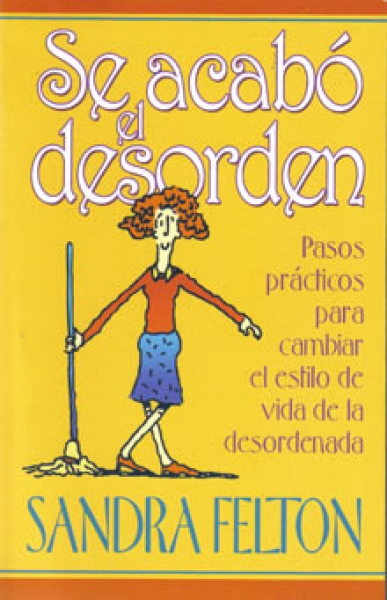 Se acabó
el
desorden
Pasos
prácticos
para
cambiar
el estilo de
vida de la
desordenada
SANDRA FELTON